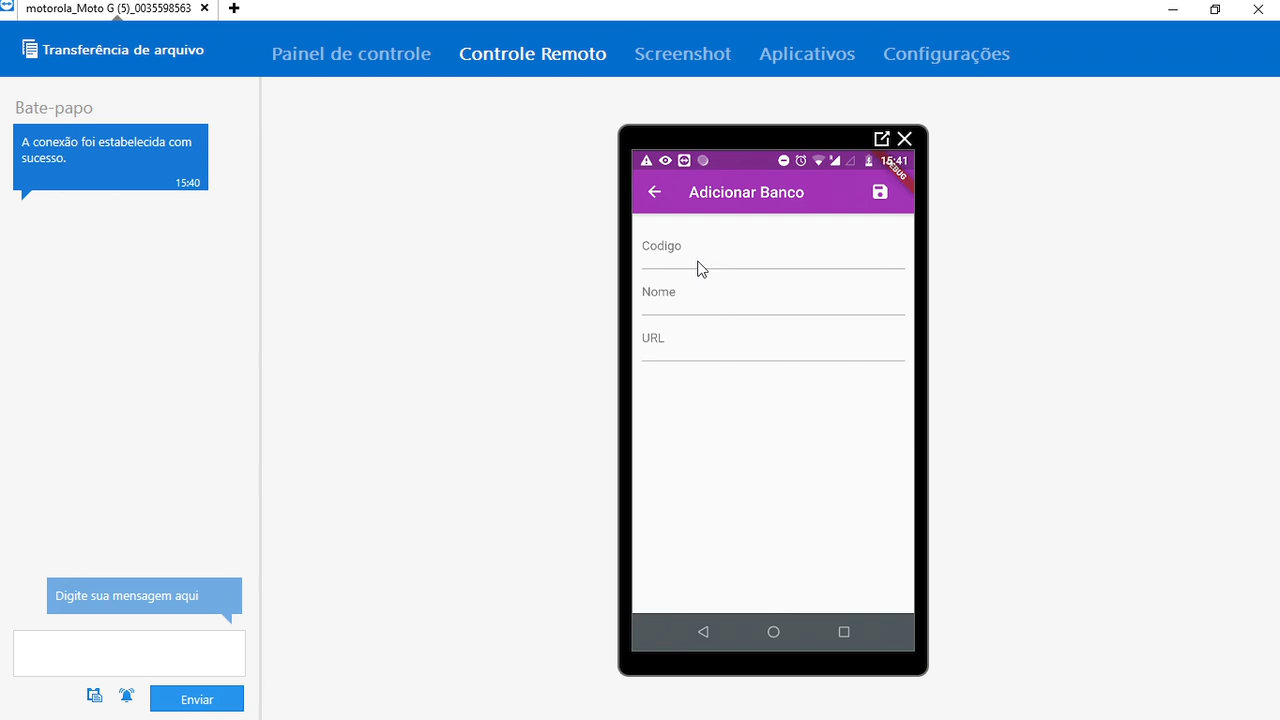 motorola_Moto G (5)_0035598563
Transferência de arquivo
Painel de controle
Controle Remoto
Screenshot
Aplicativos
Configurações
Bate-papo
A conexão foi estabelecida com
sucesso.
15:40
15:41
DEBUG
Adicionar Banco
Codigo
Nome
URL
Digite sua mensagem aqui
Enviar